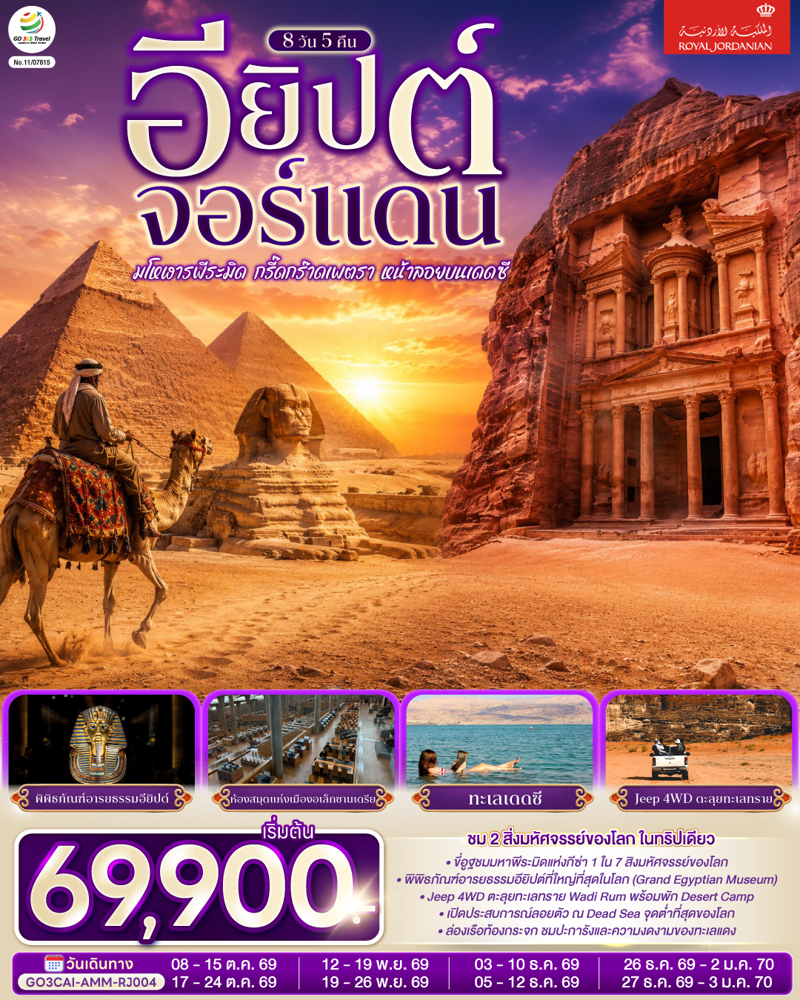 GO 365 Travel
Leaders in Global Tourism
No.11/07615
8 วัน 5 คืน
الملكية الأردنية
ROYAL JORDANIAN
อียิปต์
จอร์แดน
มโหฬารพีระมิด กรี๊ดกร๊าดเพตรา หน้าลอยบนเดดซี
พิพิธภัณฑ์อารยธรรมอียิปต์
ห้องสมุดแห่งเมืองอเล็กซานเดรีย
ทะเลเดดซี
Jeep 4WD ตะลุยทะเลทราย
เริ่มต้น
69,900.-
ชม 2 สิ่งมหัศจรรย์ของโลก ในทริปเดียว
• ขี่อูฐชมมหาพีระมิดแห่งกีซ่า 1 ใน 7 สิ่งมหัศจรรย์ของโลก
• พิพิธภัณฑ์อารยธรรมอียิปต์ที่ใหญ่ที่สุดในโลก (Grand Egyptian Museum)
• Jeep 4WD ตะลุยทะเลทราย Wadi Rum พร้อมพัก Desert Camp
• เปิดประสบการณ์ลอยตัว ณ Dead Sea จุดต่ำที่สุดของโลก
• ล่องเรือท้องกระจก ชมปะการังและความงดงามของทะเลแดง
วันเดินทาง
GO3CAI-AMM-RJ004
08 - 15 ต.ค. 69
17 - 24 ต.ค. 69
12 - 19 พ.ย. 69
19 - 26 พ.ย. 69
03 - 10 ธ.ค. 69
05 - 12 ธ.ค. 69
26 ธ.ค. 69 - 2 ม.ค. 70
27 ธ.ค. 69 - 3 ม.ค. 70